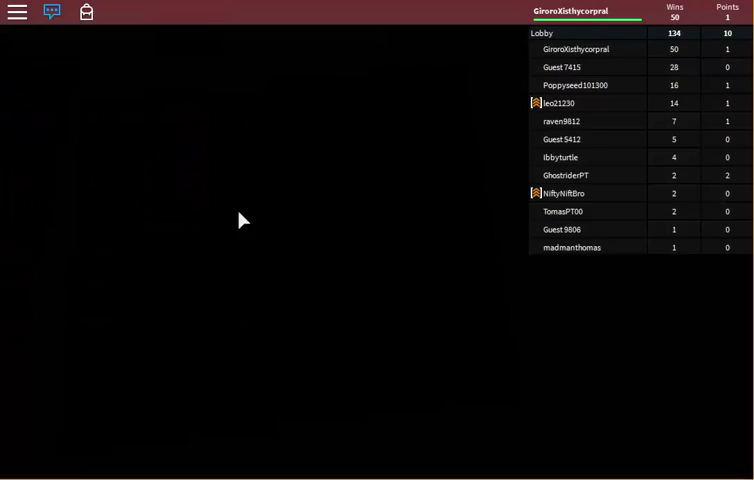 GiroroXisthycorpral Wins Points
50 1
Lobby 134 10
GiroroXisthycorpral 50 1
Guest 7415 28 0
Poppyseed101300 16 1
leo21230 14 1
raven9812 7 1
Guest 5412 5 0
Ibbyturtle 4 0
GhostriderPT 2 2
NiftyNiftBro 2 0
TomasPT00 2 0
Guest 9806 1 0
madmanthomas 1 0